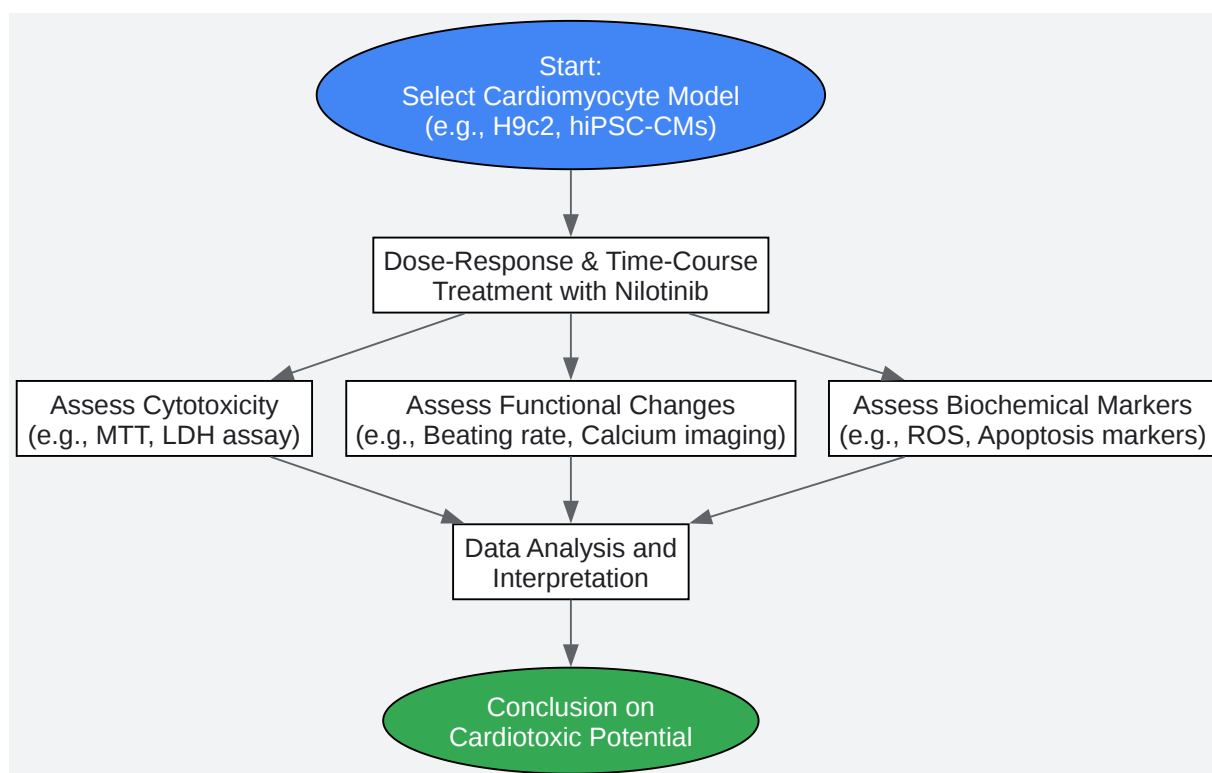 Start:
Select Cardiomyocyte Model
(e.g., H9c2, hiPSC-CMs)
Dose-Response & Time-Course
Treatment with Nilotinib
Assess Cytotoxicity
(e.g., MTT, LDH assay)
Assess Functional Changes
(e.g., Beating rate, Calcium imaging)
Assess Biochemical Markers
(e.g., ROS, Apoptosis markers)
Data Analysis and
Interpretation
Conclusion on
Cardiotoxic Potential